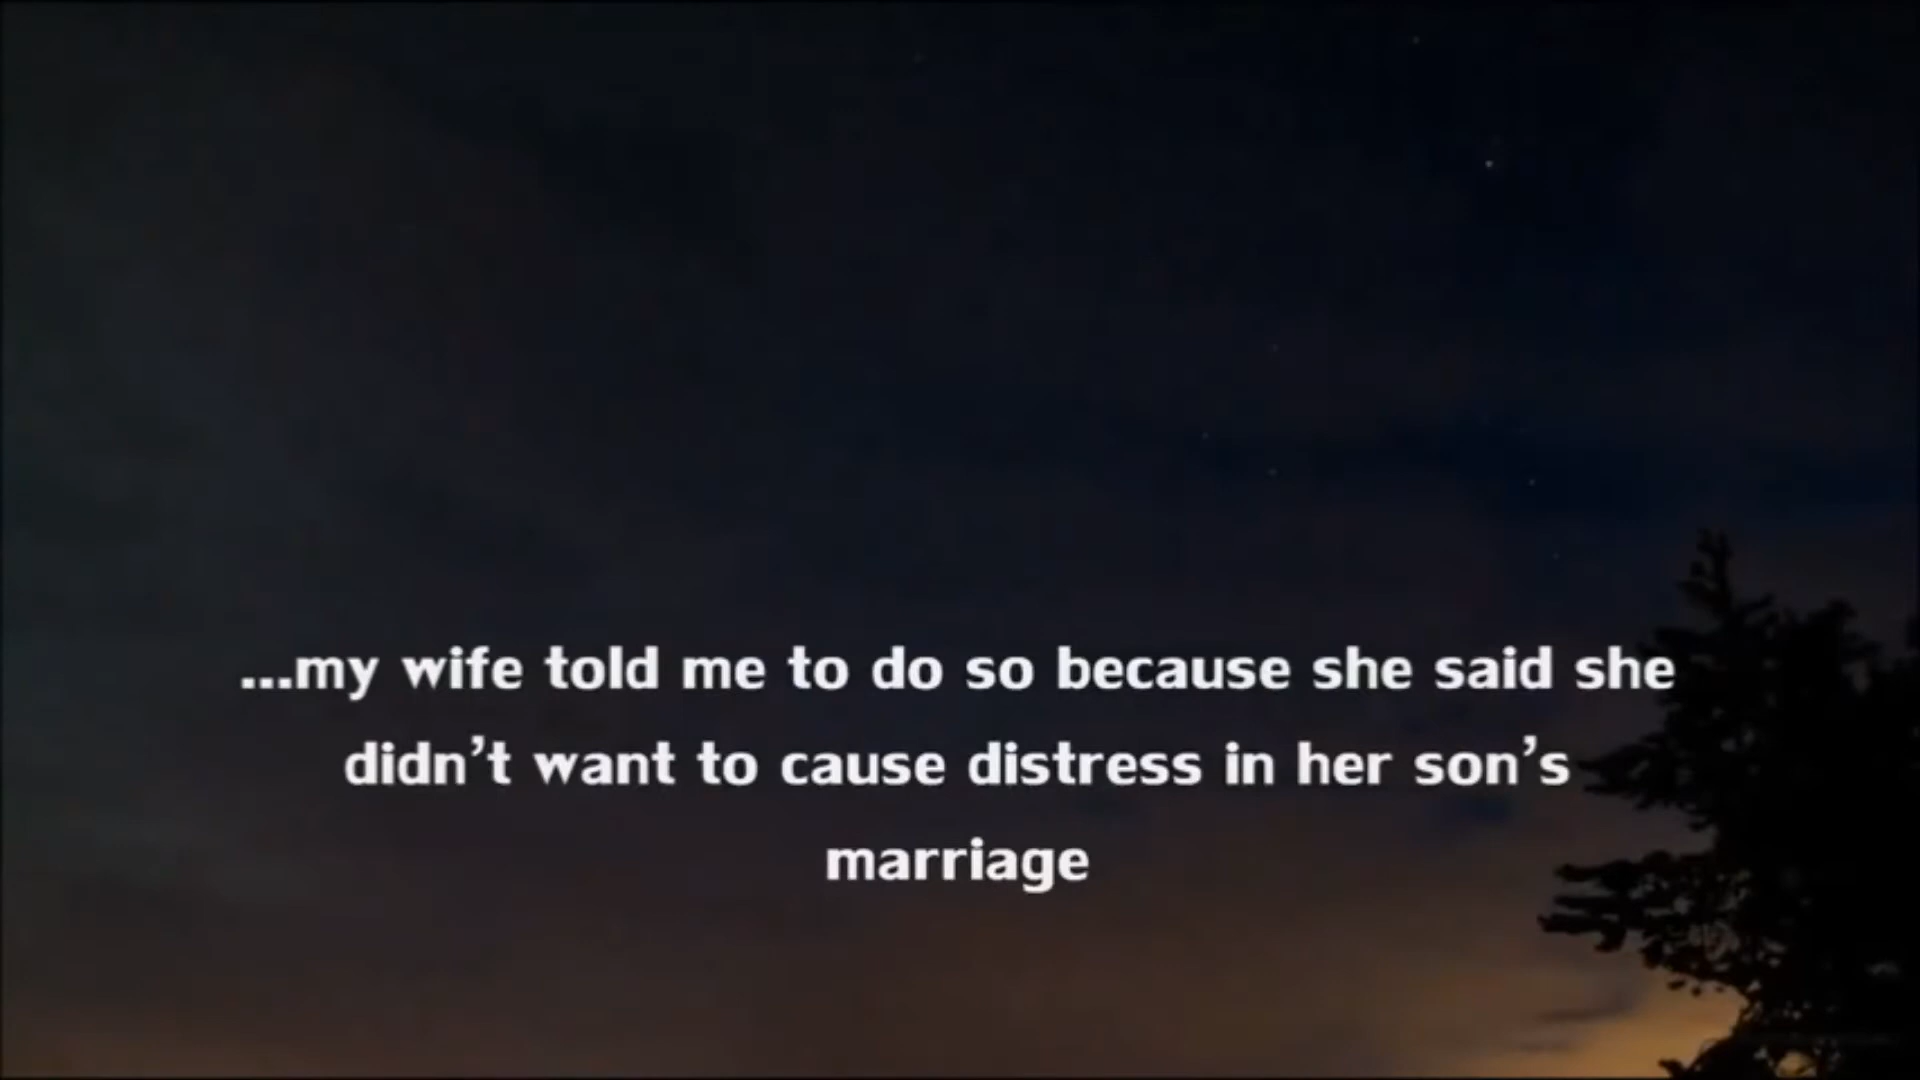 ...my wife told me to do so because she said she
didn’t want to cause distress in her son’s
marriage